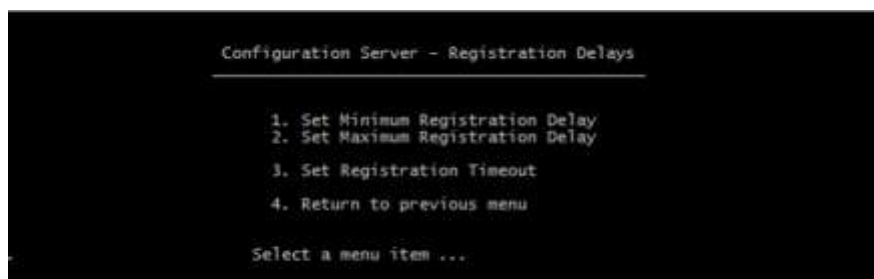 Configuration Server – Registration Delays
1. Set Minimum Registration Delay
2. Set Maximum Registration Delay
3. Set Registration Timeout
4. Return to previous menu
Select a menu item ...